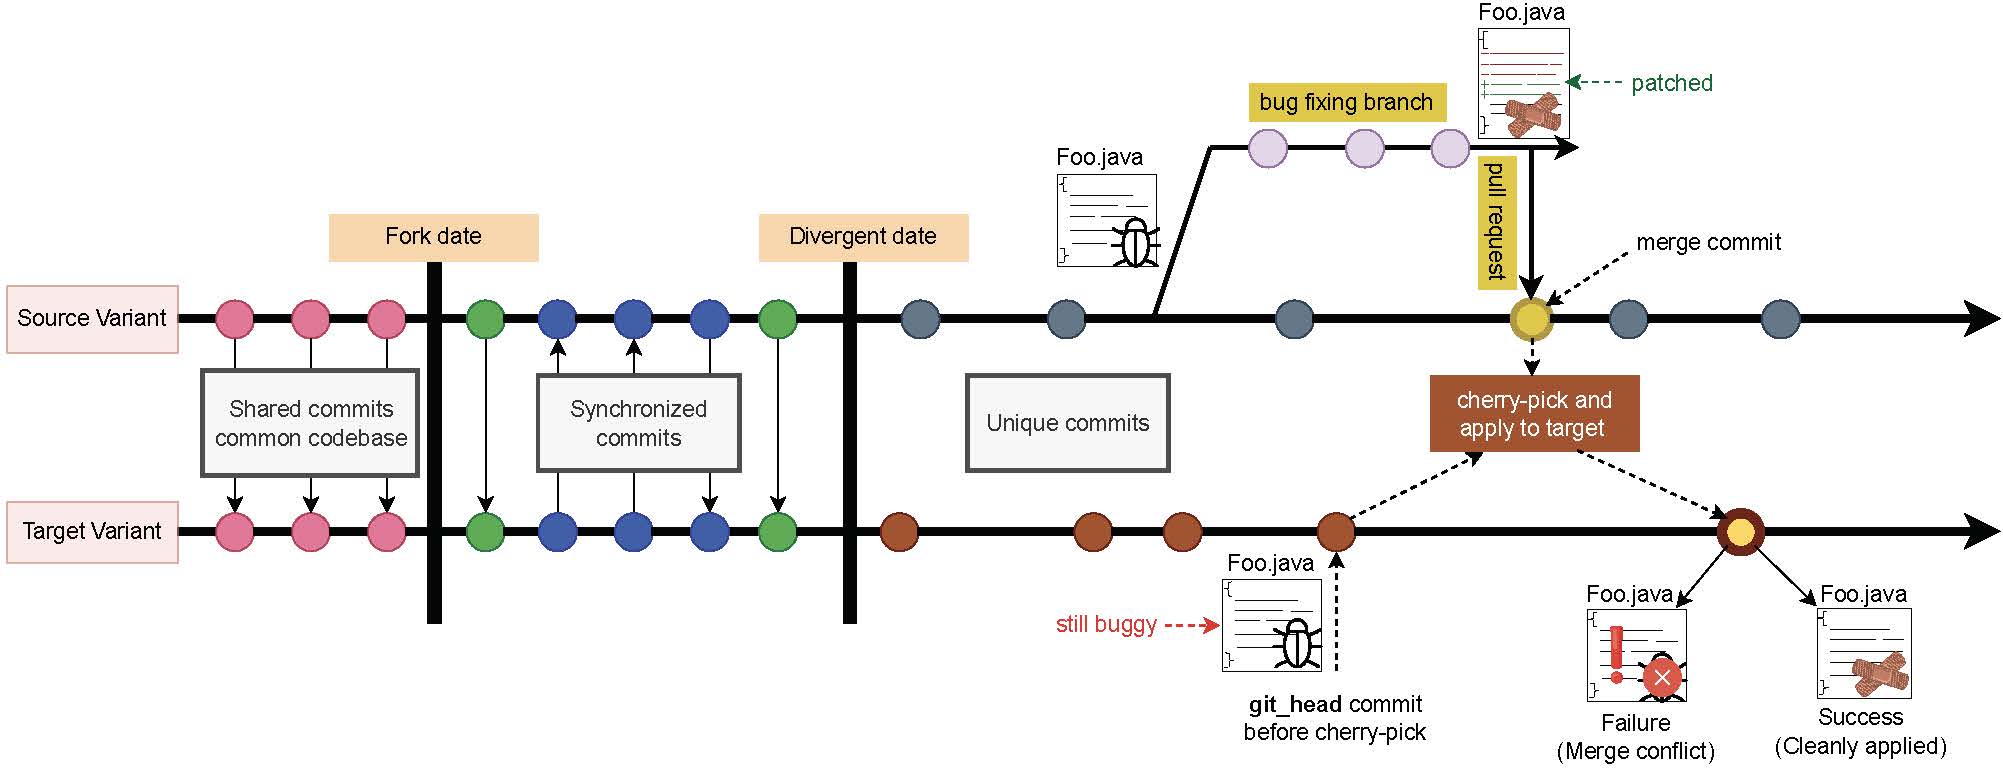 Foo.java
patched
bug fixing branch
Foo.java
pull request
Fork date
Divergent date
merge commit
Source Variant
Shared commits
common codebase
Synchronized
commits
Unique commits
cherry-pick and
apply to target
Target Variant
Foo.java
still buggy
git_head commit
before cherry-pick
Foo.java
Failure
(Merge conflict)
Foo.java
Success
(Cleanly applied)